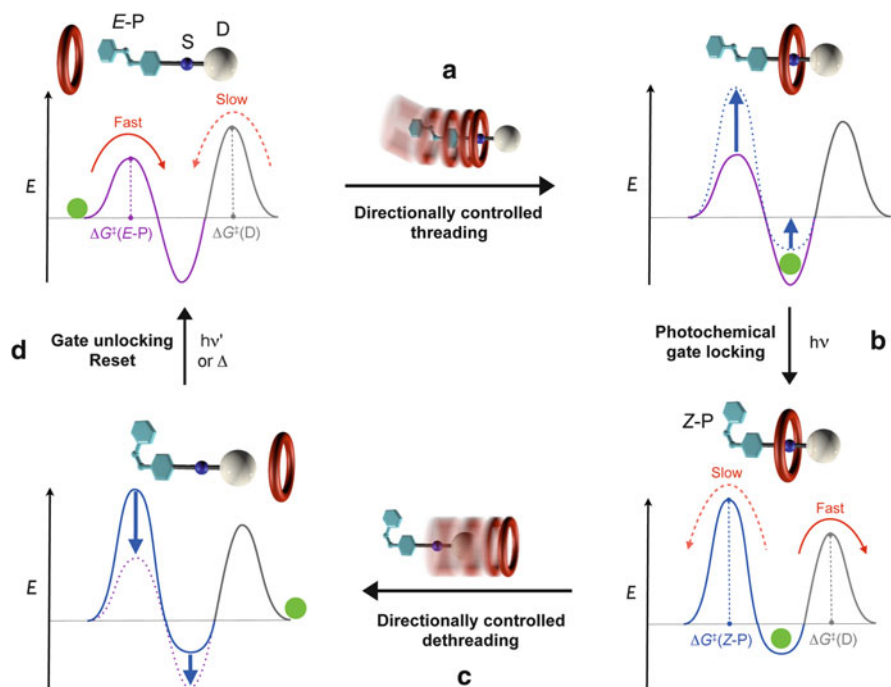 E-P
S
D
a
Fast
Slow
E
ΔG‡(E-P)
ΔG‡(D)
Directionally controlled
threading
E
d
Gate unlocking
Reset
hν'
or Δ
Photochemical
gate locking
hν
b
Z-P
E
Directionally controlled
dethreading
c
Slow
Fast
E
ΔG‡(Z-P)
ΔG‡(D)